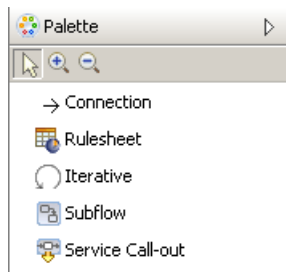 Palette
Connection
Rulesheet
Iterative
Subflow
Service Call-out